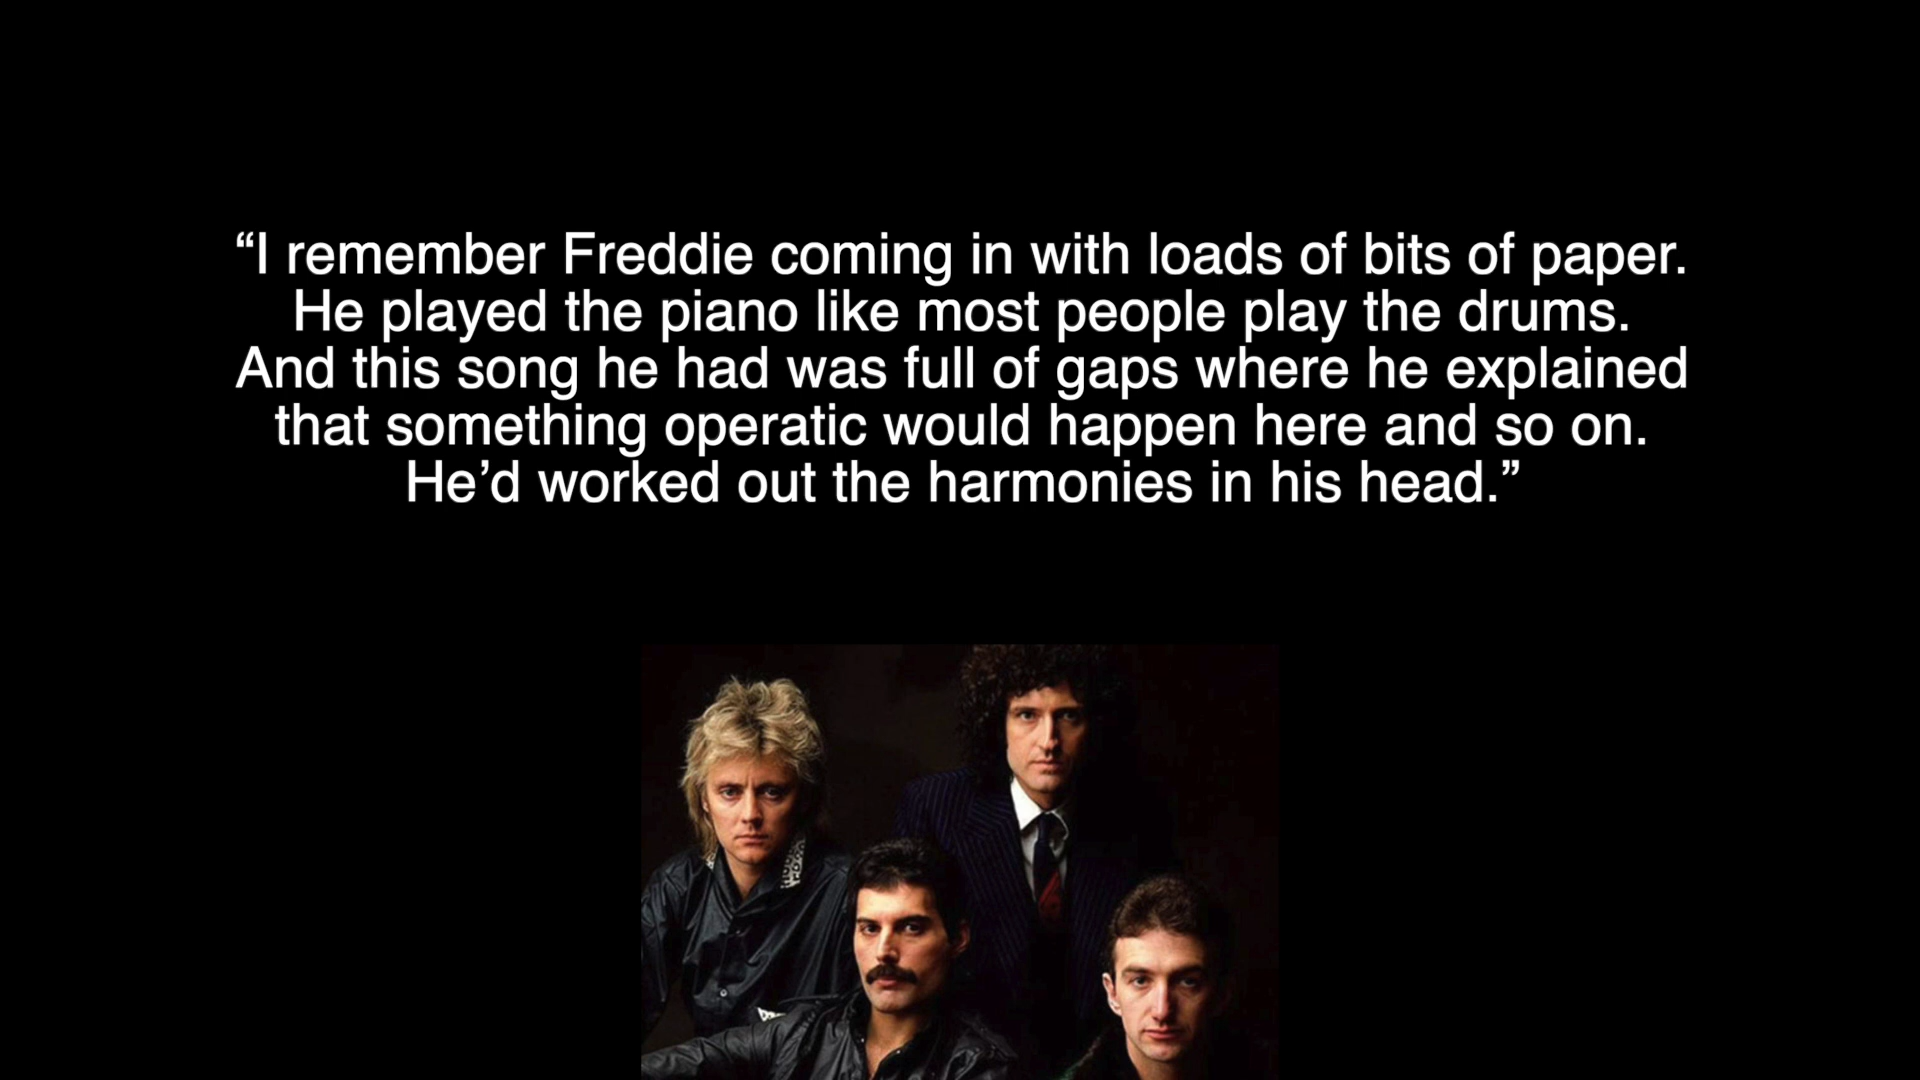 “I remember Freddie coming in with loads of bits of paper.
He played the piano like most people play the drums.
And this song he had was full of gaps where he explained
that something operatic would happen here and so on.
He’d worked out the harmonies in his head.”